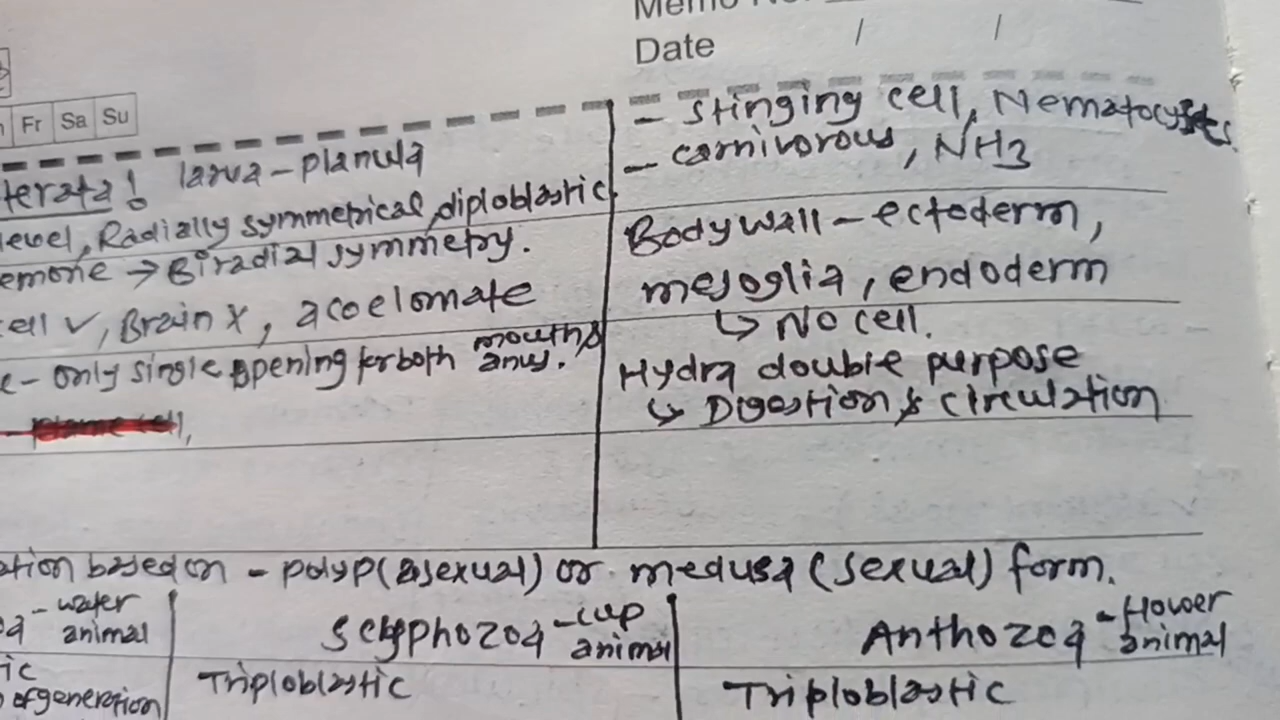 Date / /
Fr Sa Su
- Stinging cell, Nematocysts.
- carnivorous, NH3
terata! larva-planula
level, Radially symmetrical, diploblastic
emone → Biradial symmetry.
cell ✓, Brain x, acoelomate
- only single opening for both mouth & anus.
Body wall - ectoderm,
mesoglia, endoderm
↳ No cell.
Hydra double purpose
↳ Digestion & circulation
ation based on - polyp (asexual) or medusa (sexual) form.
- water animal
Scyphozoa - cup animal
Anthozoa - flower animal
ic
of generation
Triploblastic
Triploblastic